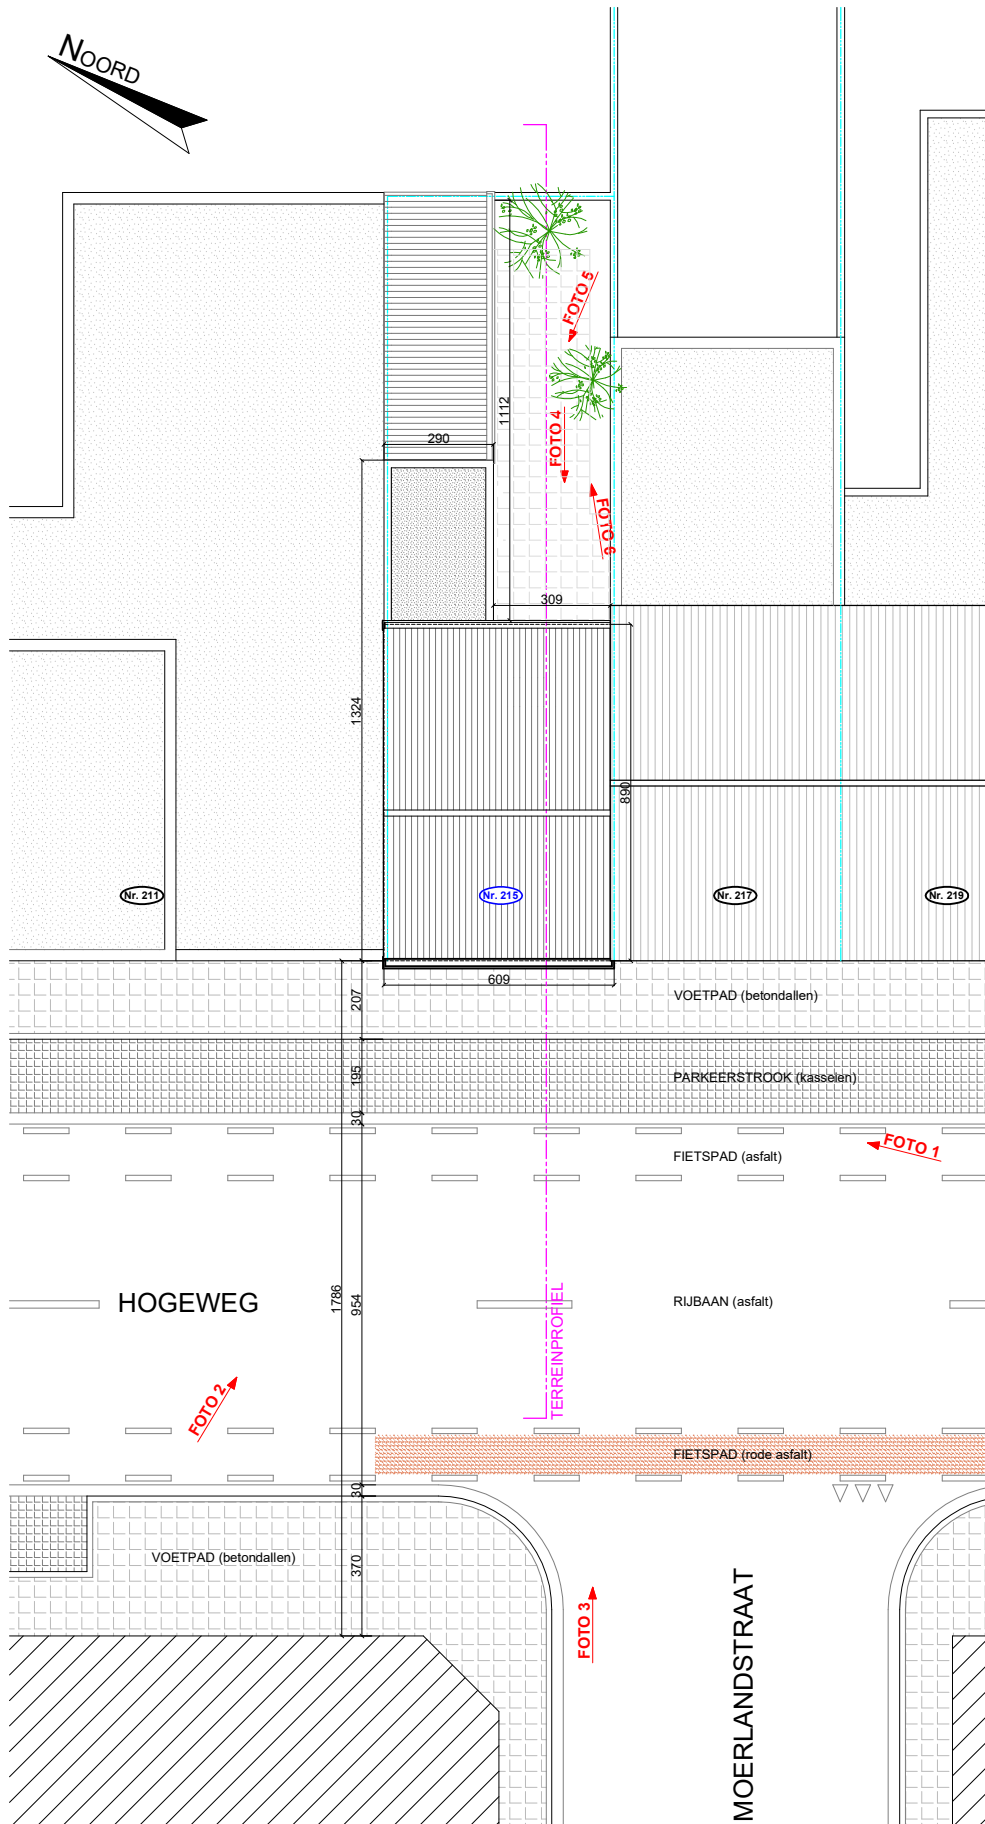 NOORD
FOTO 5
1112
FOTO 4
290
FOTO 6
309
1324
890
Nr. 211
Nr. 215
Nr. 217
Nr. 219
609
207
VOETPAD (betondallen)
195
PARKEERSTROOK (kasseien)
30
FOTO 1
FIETSPAD (asfalt)
HOGEWEG
1786
954
TERREINPROFIEL
RIJBAAN (asfalt)
FOTO 2
FIETSPAD (rode asfalt)
30
VOETPAD (betondallen)
370
FOTO 3
MOERLANDSTRAAT